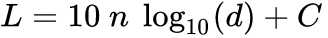 L = 10 n log₁₀(d) + C